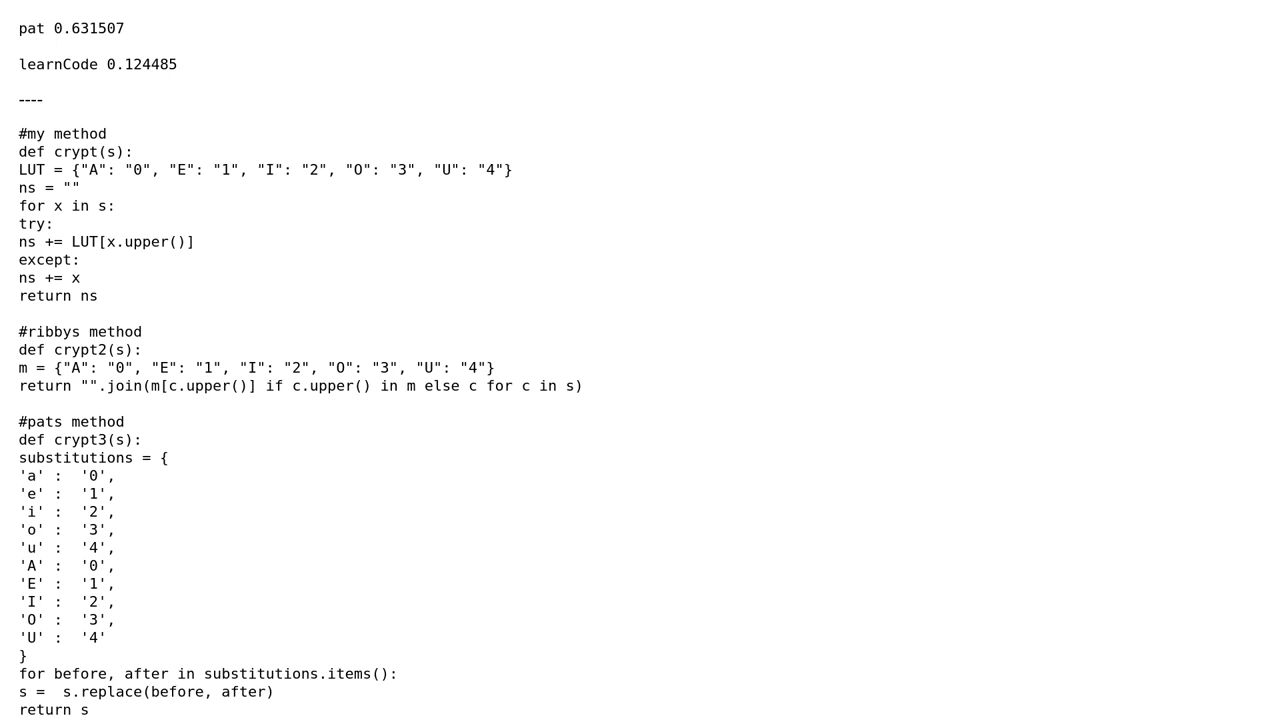 pat 0.631507
learnCode 0.124485
----
#my method
def crypt(s):
LUT = {"A": "0", "E": "1", "I": "2", "O": "3", "U": "4"}
ns = ""
for x in s:
try:
ns += LUT[x.upper()]
except:
ns += x
return ns
#ribbys method
def crypt2(s):
m = {"A": "0", "E": "1", "I": "2", "O": "3", "U": "4"}
return "".join(m[c.upper()] if c.upper() in m else c for c in s)
#pats method
def crypt3(s):
substitutions = {
'a' :  '0',
'e' :  '1',
'i' :  '2',
'o' :  '3',
'u' :  '4',
'A' :  '0',
'E' :  '1',
'I' :  '2',
'O' :  '3',
'U' :  '4'
}
for before, after in substitutions.items():
s =  s.replace(before, after)
return s